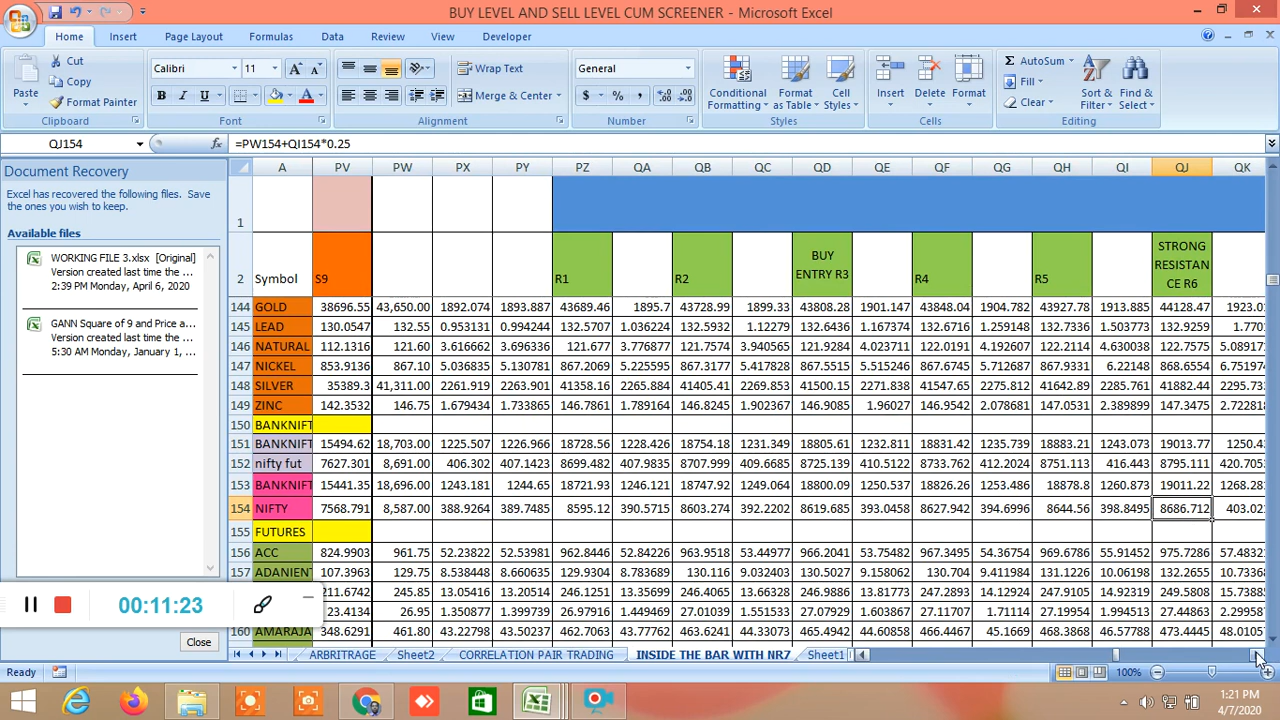 BUY LEVEL AND SELL LEVEL CUM SCREENER - Microsoft Excel
Home Insert Page Layout Formulas Data Review View Developer
Paste Cut Copy Format Painter Clipboard
Calibri 11 A A B I U A Font
Wrap Text Merge & Center Alignment
General $ % , Number
Conditional Formatting Format as Table Cell Styles Styles
Insert Delete Format Cells
Σ AutoSum Fill Clear Sort & Filter Find & Select Editing
QJ154 fx =PW154+QI154*0.25
Document Recovery
Excel has recovered the following files. Save
the ones you wish to keep.
Available files
WORKING FILE 3.xlsx [Original]
Version created last time the ...
2:39 PM Monday, April 6, 2020
GANN Square of 9 and Price a...
Version created last time the ...
5:30 AM Monday, January 1, ...
Close
A PV PW PX PY PZ QA QB QC QD QE QF QG QH QI QJ QK
1
2 Symbol S9 R1 R2 BUY ENTRY R3 R4 R5 STRONG RESISTAN CE R6
144 GOLD 38696.55 43,650.00 1892.074 1893.887 43689.46 1895.7 43728.99 1899.33 43808.28 1901.147 43848.04 1904.782 43927.78 1913.885 44128.47 1923.0
145 LEAD 130.0547 132.55 0.953131 0.994244 132.5707 1.036224 132.5932 1.12279 132.6436 1.167374 132.6716 1.259148 132.7336 1.503773 132.9259 1.770
146 NATURAL 112.1316 121.60 3.616662 3.696336 121.677 3.776877 121.7574 3.940565 121.9284 4.023711 122.0191 4.192607 122.2114 4.630038 122.7575 5.0891
147 NICKEL 853.9136 867.10 5.036835 5.130781 867.2069 5.225595 867.3177 5.417828 867.5515 5.515246 867.6745 5.712687 867.9331 6.22148 868.6554 6.75197
148 SILVER 35389.3 41,311.00 2261.919 2263.901 41358.16 2265.884 41405.41 2269.853 41500.15 2271.838 41547.65 2275.812 41642.89 2285.761 41882.44 2295.73
149 ZINC 142.3532 146.75 1.679434 1.733865 146.7861 1.789164 146.8245 1.902367 146.9085 1.96027 146.9542 2.078681 147.0531 2.389899 147.3475 2.72281
150 BANKNIFT
151 BANKNIFT 15494.62 18,703.00 1225.507 1226.966 18728.56 1228.426 18754.18 1231.349 18805.61 1232.811 18831.42 1235.739 18883.21 1243.073 19013.77 1250.4
152 nifty fut 7627.301 8,691.00 406.302 407.1423 8699.482 407.9835 8707.999 409.6685 8725.139 410.5122 8733.762 412.2024 8751.113 416.443 8795.111 420.705
153 BANKNIFT 15441.35 18,696.00 1243.181 1244.65 18721.93 1246.121 18747.92 1249.064 18800.09 1250.537 18826.26 1253.486 18878.8 1260.873 19011.22 1268.28
154 NIFTY 7568.791 8,587.00 388.9364 389.7485 8595.12 390.5715 8603.274 392.2202 8619.685 393.0458 8627.942 394.6996 8644.56 398.8495 8686.712 403.02
155 FUTURES
156 ACC 824.9903 961.75 52.23822 52.53981 962.8446 52.84226 963.9518 53.44977 966.2041 53.75482 967.3495 54.36754 969.6786 55.91452 975.7286 57.4832
157 ADANIENT 107.3963 129.75 8.538448 8.660635 129.9304 8.783689 130.116 9.032403 130.5071 9.158062 130.704 9.411984 131.1226 10.06198 132.2655 10.7336
211.6742 245.85 13.05416 13.20554 246.1251 13.35699 246.4065 13.66328 246.9886 13.81773 247.2893 14.12924 247.9105 14.92319 249.5808 15.7388
23.4134 26.95 1.350877 1.399739 26.97916 1.449469 27.01039 1.551533 27.07929 1.603867 27.11709 1.71114 27.19954 1.994513 27.44863 2.29958
160 AMARAJA 348.6291 461.80 43.22798 43.50237 462.7063 43.77762 463.6241 44.33073 465.4942 44.60858 466.4467 45.1669 468.3868 46.57788 473.4445 48.0105
00:11:23
ARBITRAGE Sheet2 CORRELATION PAIR TRADING INSIDE THE BAR WITH NR7 Sheet1
Ready 100%
1:21 PM
4/7/2020